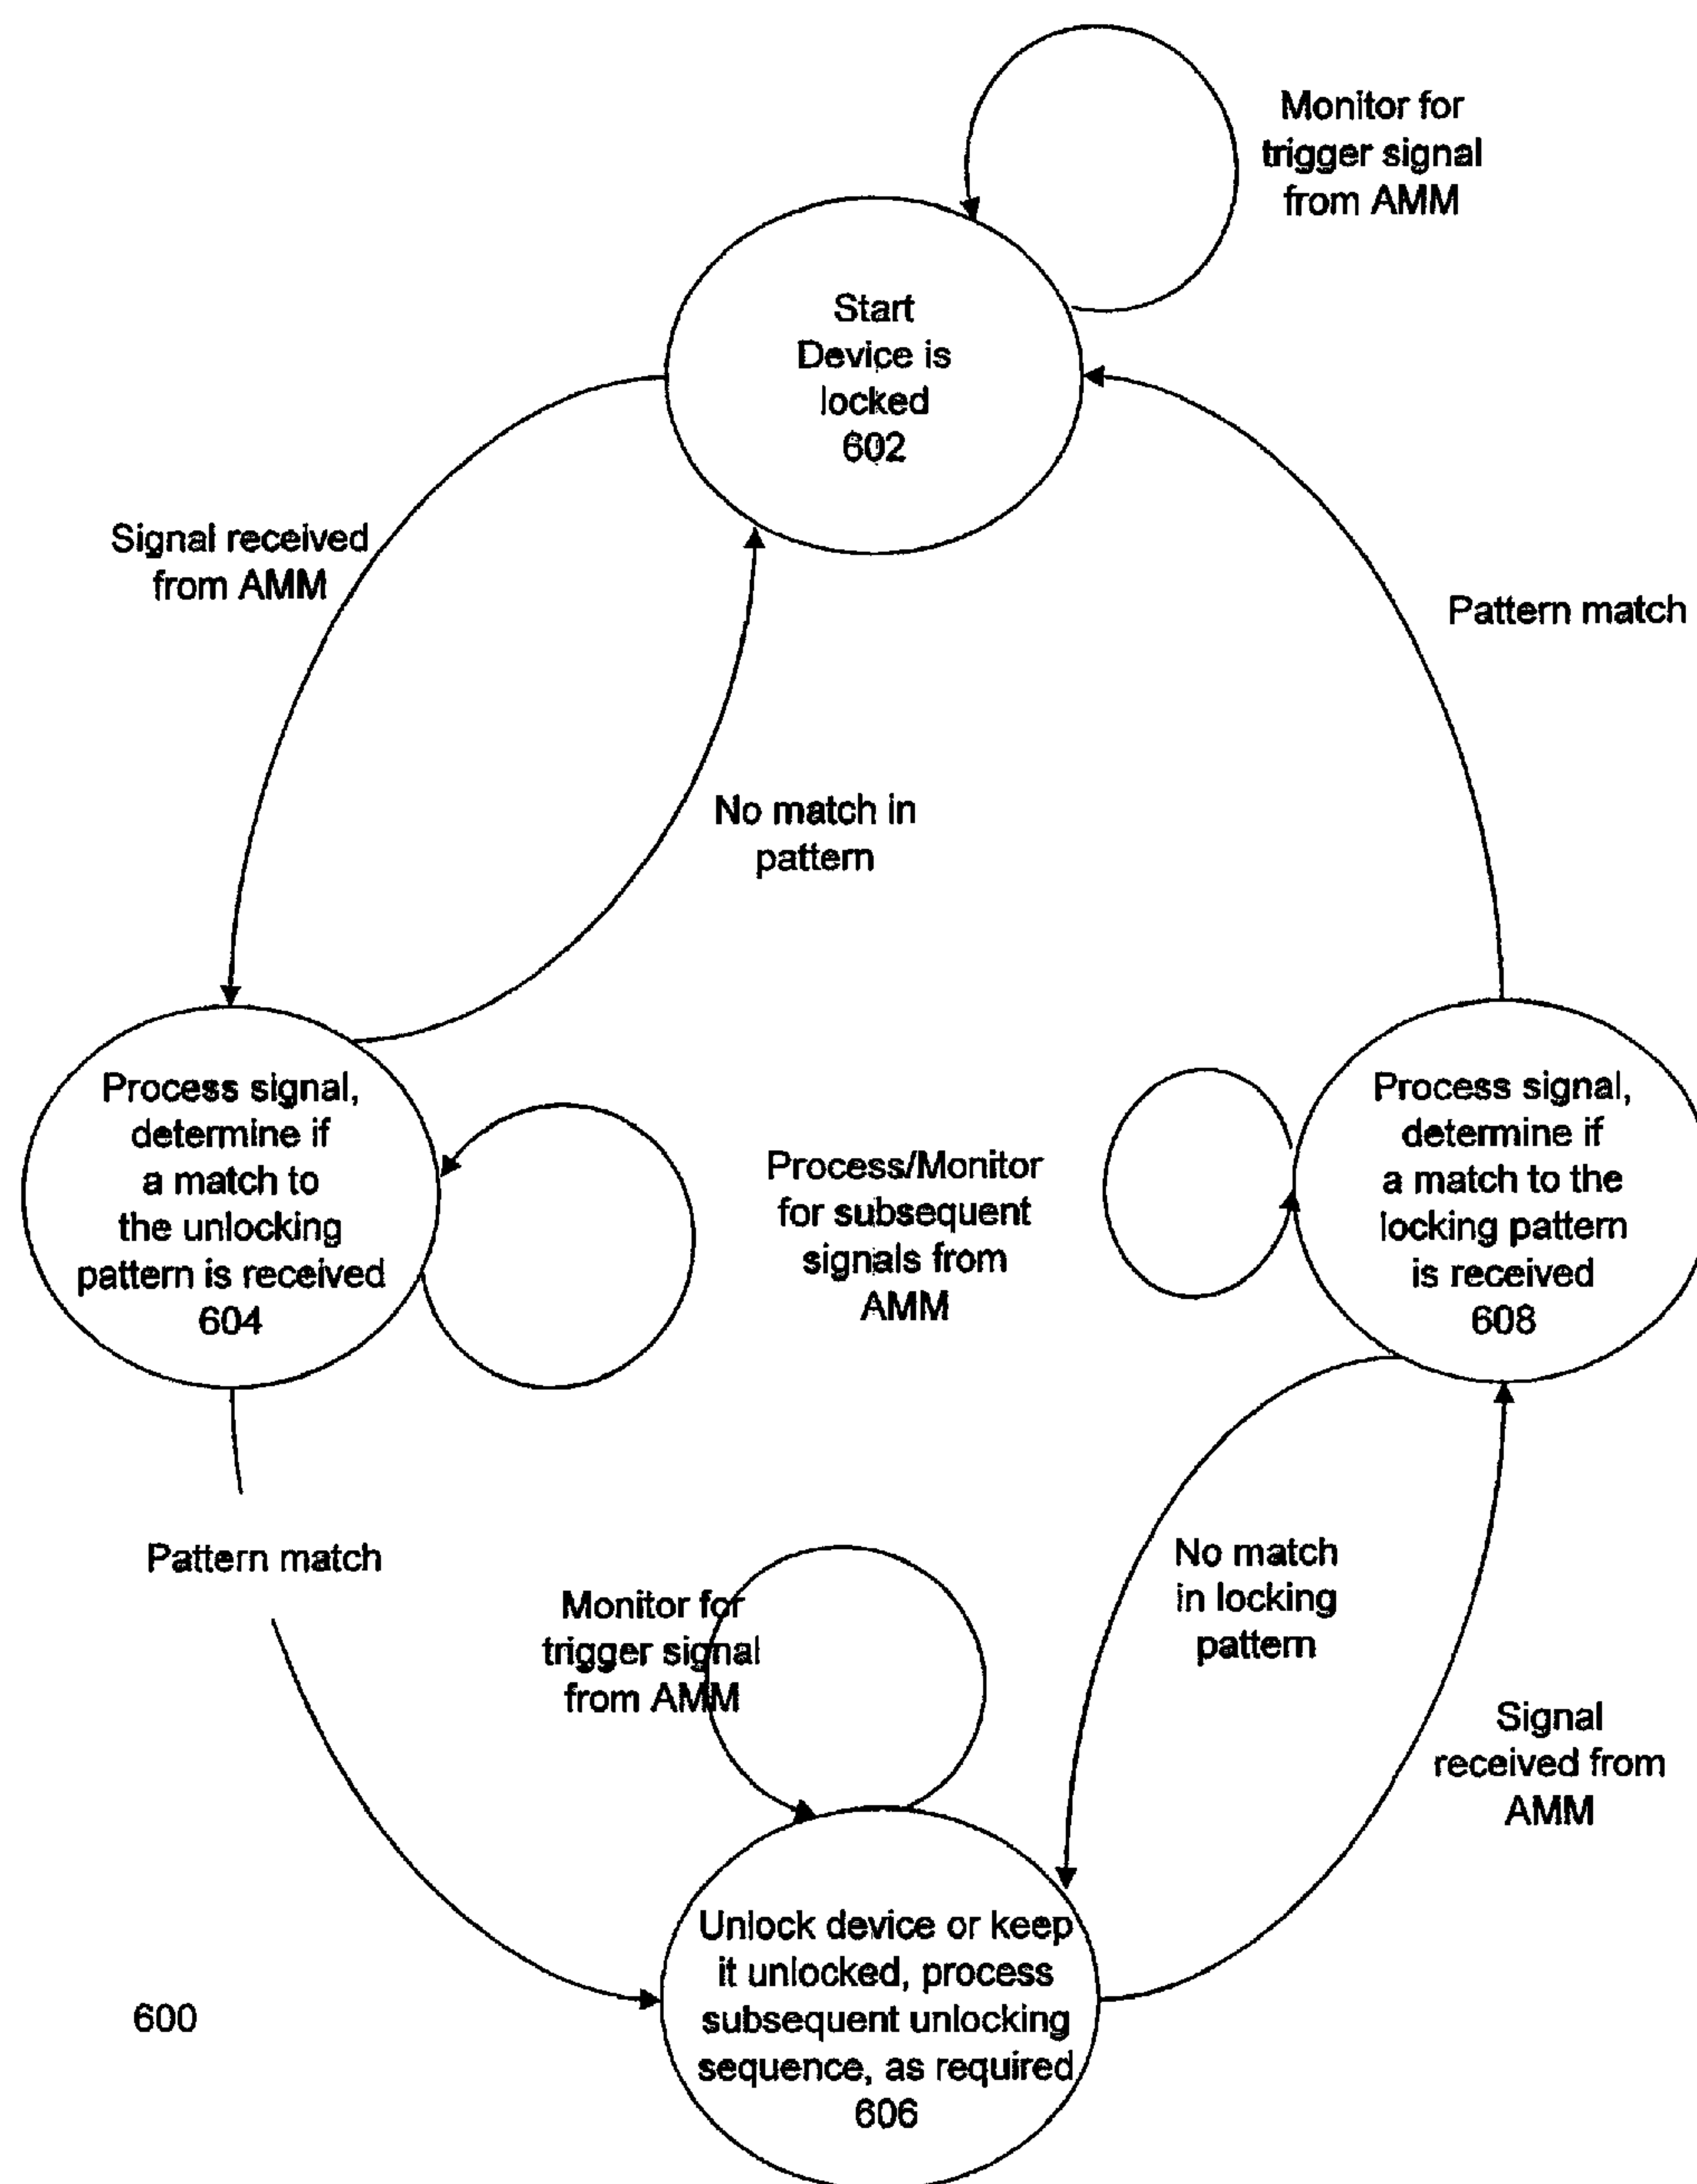 Monitor for
trigger signal
from AMM
Start
Device is
locked
602
Signal received
from AMM
Pattern match
No match in
pattern
Process signal,
determine if
a match to
the unlocking
pattern is received
604
Process/Monitor
for subsequent
signals from
AMM
Process signal,
determine if
a match to the
locking pattern
is received
608
Pattern match
Monitor for
trigger signal
from AMM
No match
in locking
pattern
Signal
received from
AMM
Unlock device or keep
it unlocked, process
subsequent unlocking
sequence, as required
606
600